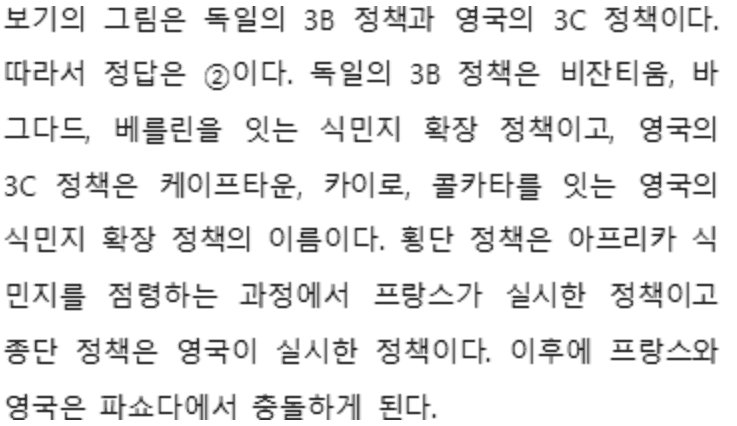 보기의 그림은 독일의 3B 정책과 영국의 3C 정책이다.
따라서 정답은 ②이다. 독일의 3B 정책은 비잔티움, 바
그다드, 베를린을 잇는 식민지 확장 정책이고, 영국의
3C 정책은 케이프타운, 카이로, 콜카타를 잇는 영국의
식민지 확장 정책의 이름이다. 횡단 정책은 아프리카 식
민지를 점령하는 과정에서 프랑스가 실시한 정책이고
종단 정책은 영국이 실시한 정책이다. 이후에 프랑스와
영국은 파쇼다에서 충돌하게 된다.